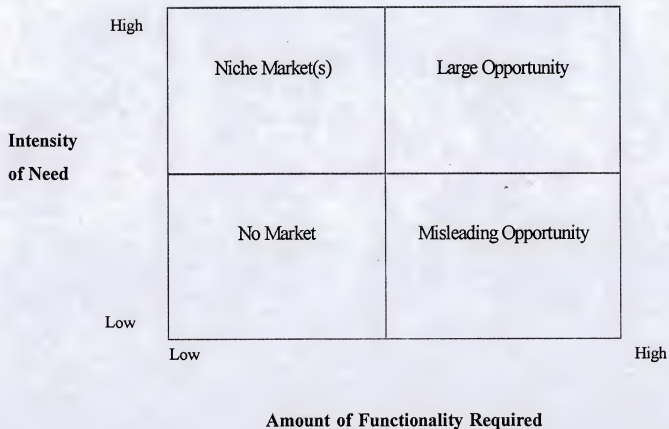 High
Niche Market(s)
Large Opportunity
Intensity
of Need
No Market
Misleading Opportunity
Low
Low
High
Amount of Functionality Required